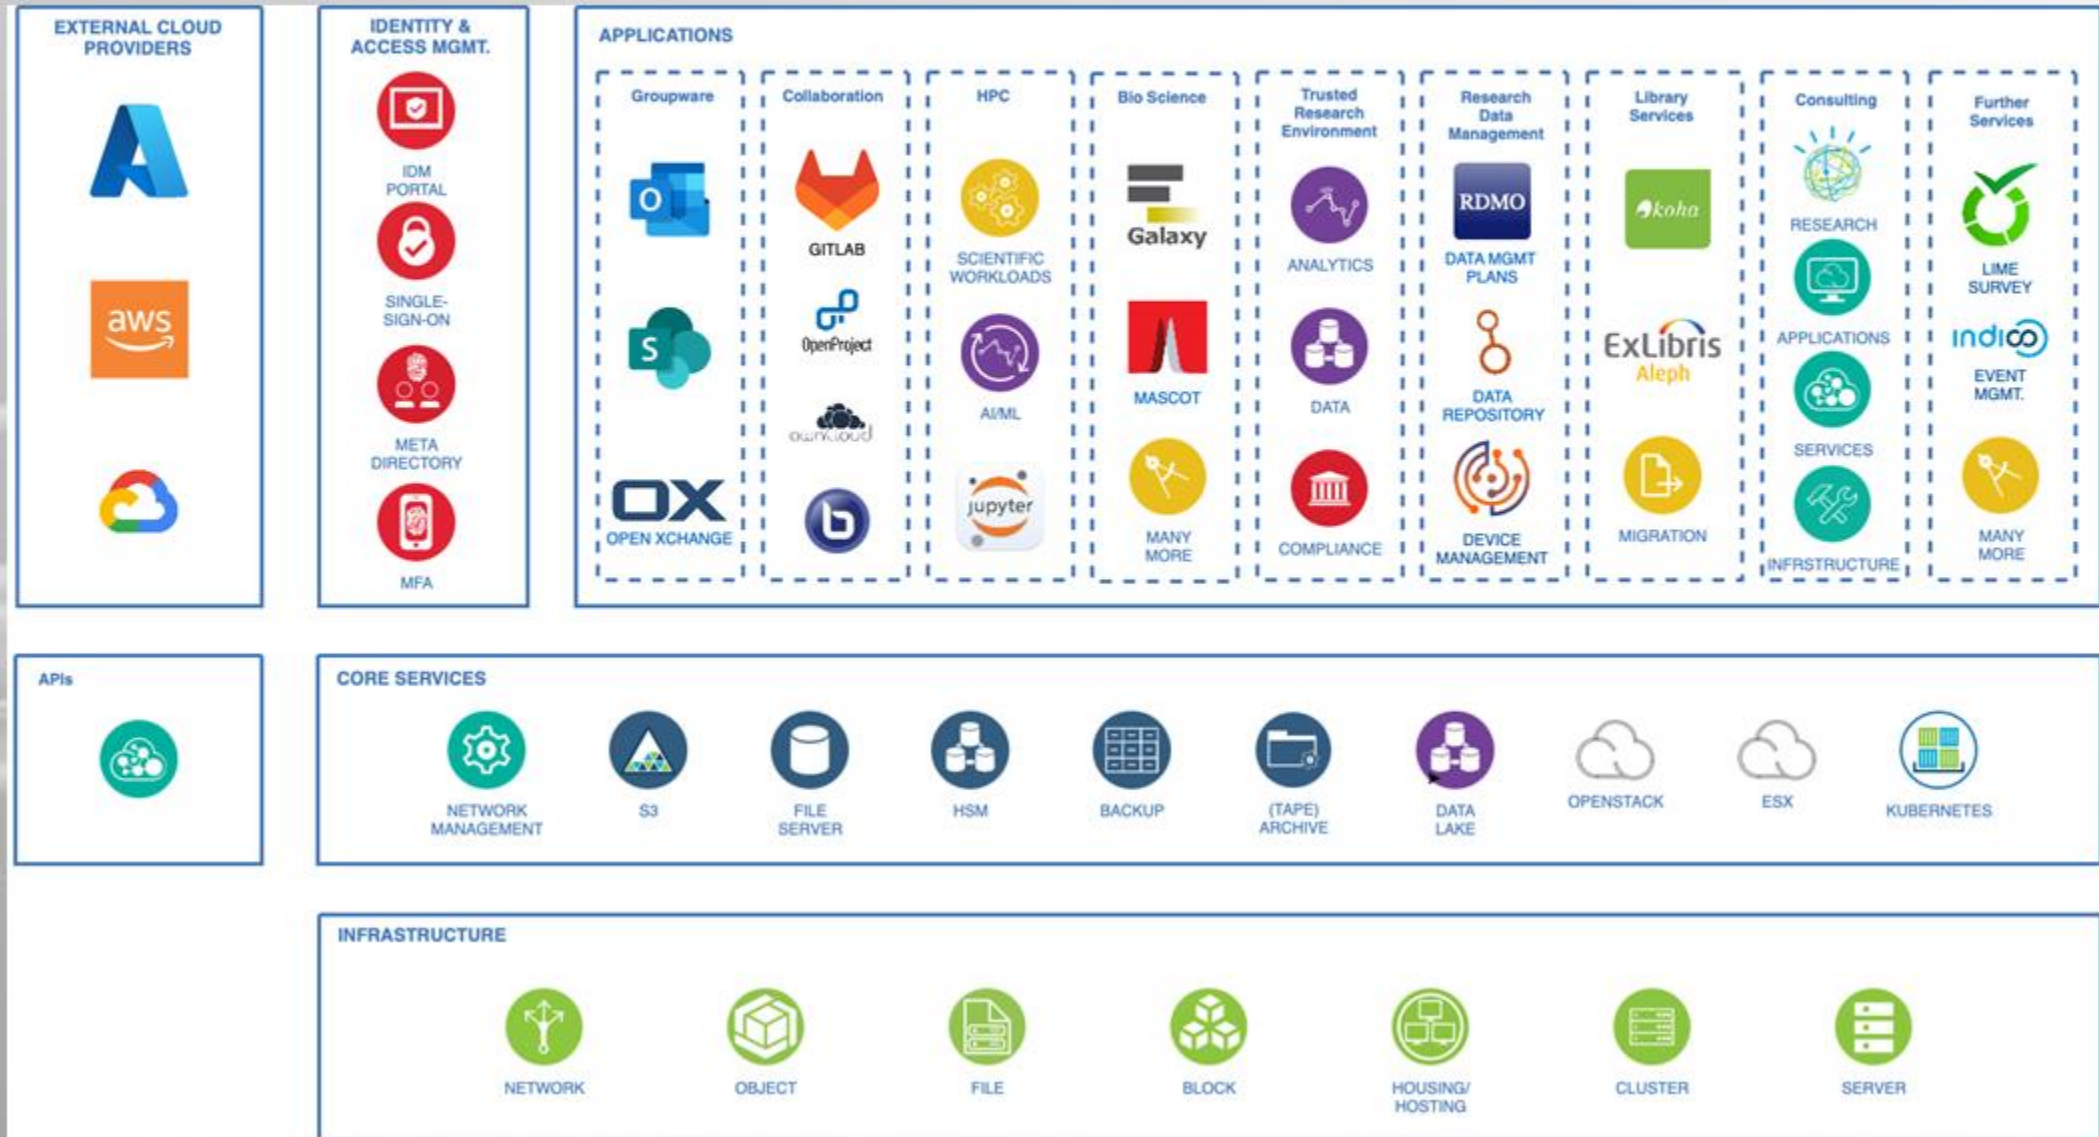 EXTERNAL CLOUD
PROVIDERS
aws
IDENTITY &
ACCESS MGMT.
IDM
PORTAL
SINGLE-
SIGN-ON
META
DIRECTORY
MFA
APPLICATIONS
Groupware
O
S
OX
OPEN XCHANGE
Collaboration
GITLAB
OpenProject
ownCloud
b
HPC
SCIENTIFIC
WORKLOADS
AI/ML
jupyter
Bio Science
Galaxy
MASCOT
MANY
MORE
Trusted
Research
Environment
ANALYTICS
DATA
COMPLIANCE
Research
Data
Management
RDMO
DATA MGMT
PLANS
DATA
REPOSITORY
DEVICE
MANAGEMENT
Library
Services
koha
ExLibris
Aleph
MIGRATION
Consulting
RESEARCH
APPLICATIONS
SERVICES
INFRSTRUCTURE
Further
Services
LIME
SURVEY
indico
EVENT
MGMT.
MANY
MORE
APIs
CORE SERVICES
NETWORK
MANAGEMENT
S3
FILE
SERVER
HSM
BACKUP
(TAPE)
ARCHIVE
DATA
LAKE
OPENSTACK
ESX
KUBERNETES
INFRASTRUCTURE
NETWORK
OBJECT
FILE
BLOCK
HOUSING/
HOSTING
CLUSTER
SERVER